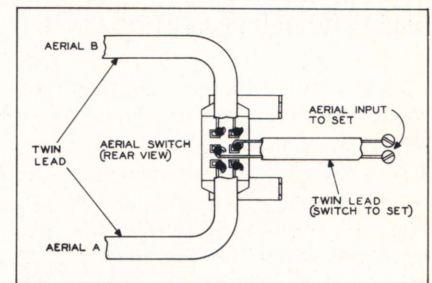 AERIAL B
TWIN
LEAD
AERIAL SWITCH
(REAR VIEW)
AERIAL INPUT
TO SET
TWIN LEAD
(SWITCH TO SET)
AERIAL A